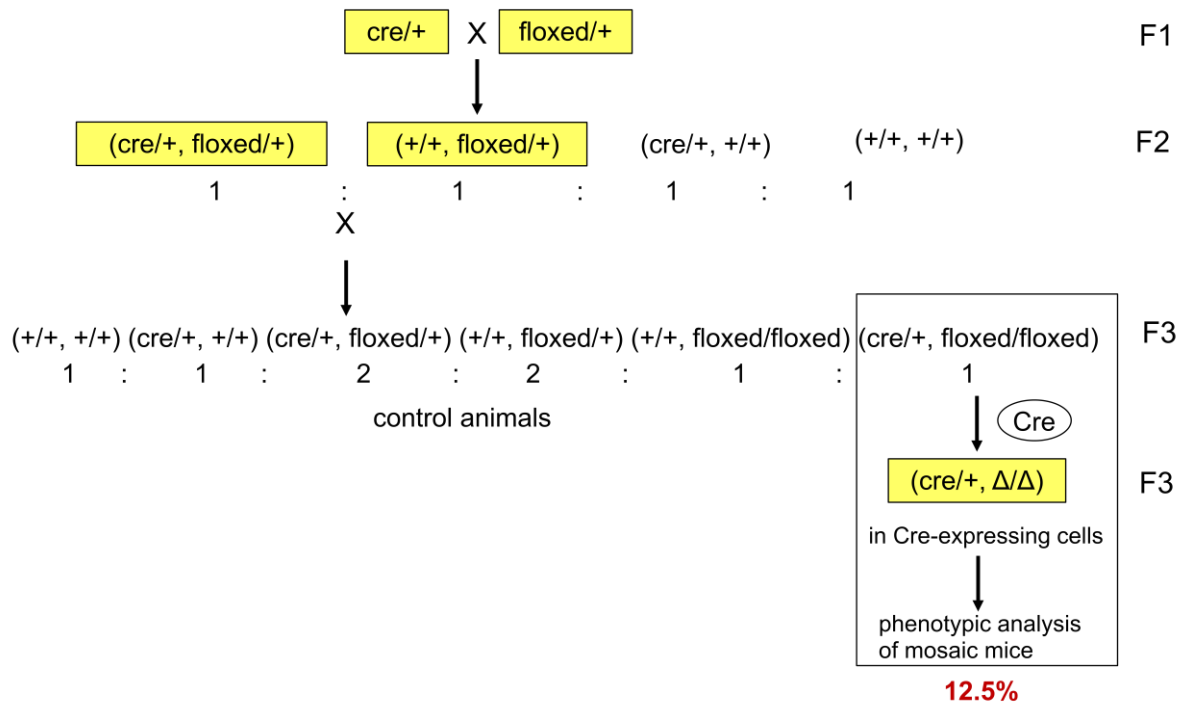 cre/+ X floxed/+ F1
(cre/+, floxed/+) (+/+, floxed/+) (cre/+, +/+) (+/+, +/+) F2
1 : 1 : 1 : 1
X
(+/+, +/+) (cre/+, +/+) (cre/+, floxed/+) (+/+, floxed/+) (+/+, floxed/floxed) (cre/+, floxed/floxed) F3
1 : 1 : 2 : 2 : 1 : 1
control animals
Cre
(cre/+, Δ/Δ) F3
in Cre-expressing cells
phenotypic analysis
of mosaic mice
12.5%